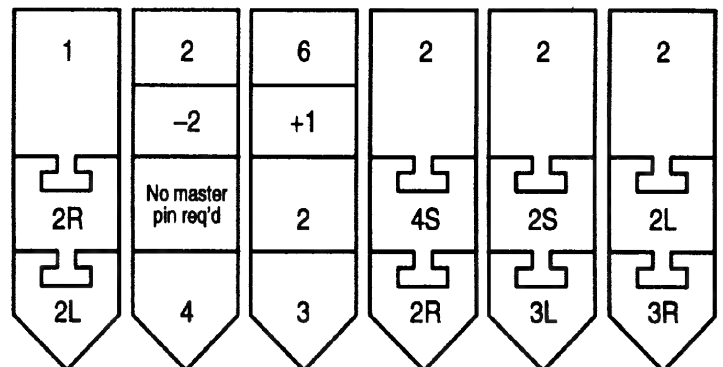 1 2 6 2 2 2
−2 +1
2R No master 2 4S 2S 2L
pin req'd
2L 4 3 2R 3L 3R